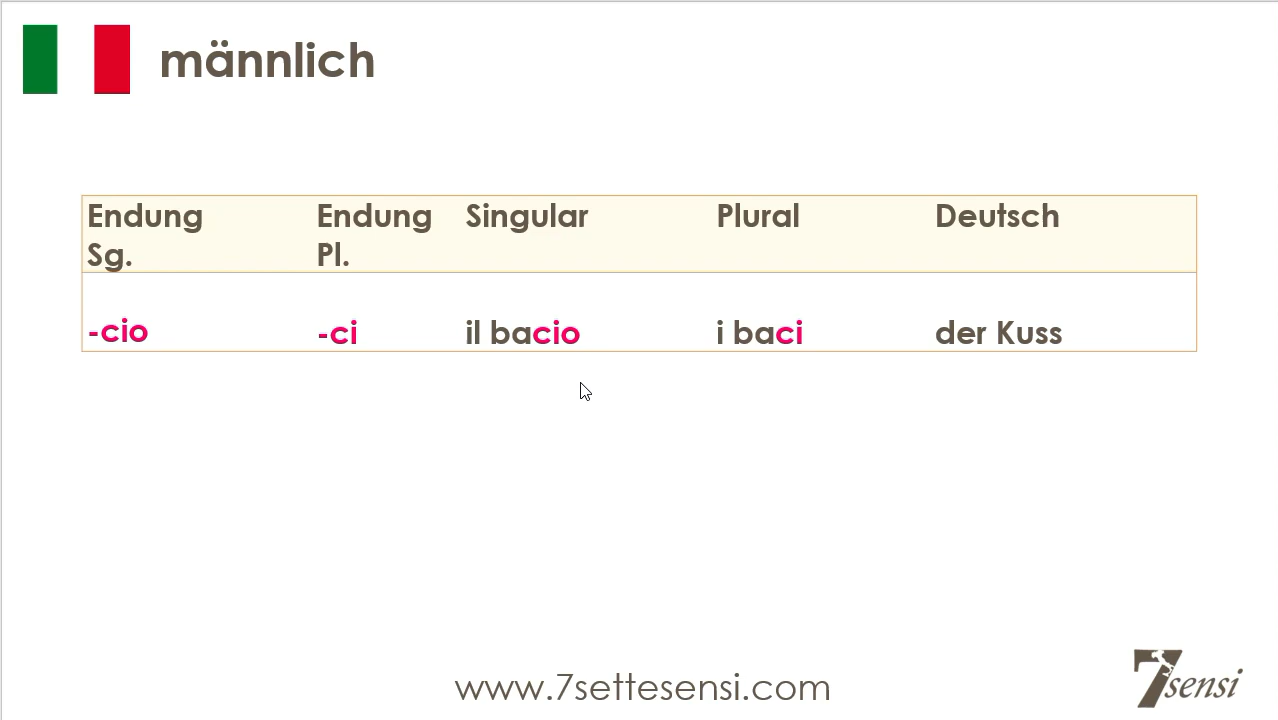 männlich
Endung Sg. Endung Pl. Singular Plural Deutsch
-cio -ci il bacio i baci der Kuss
www.7settesensi.com
7sensi